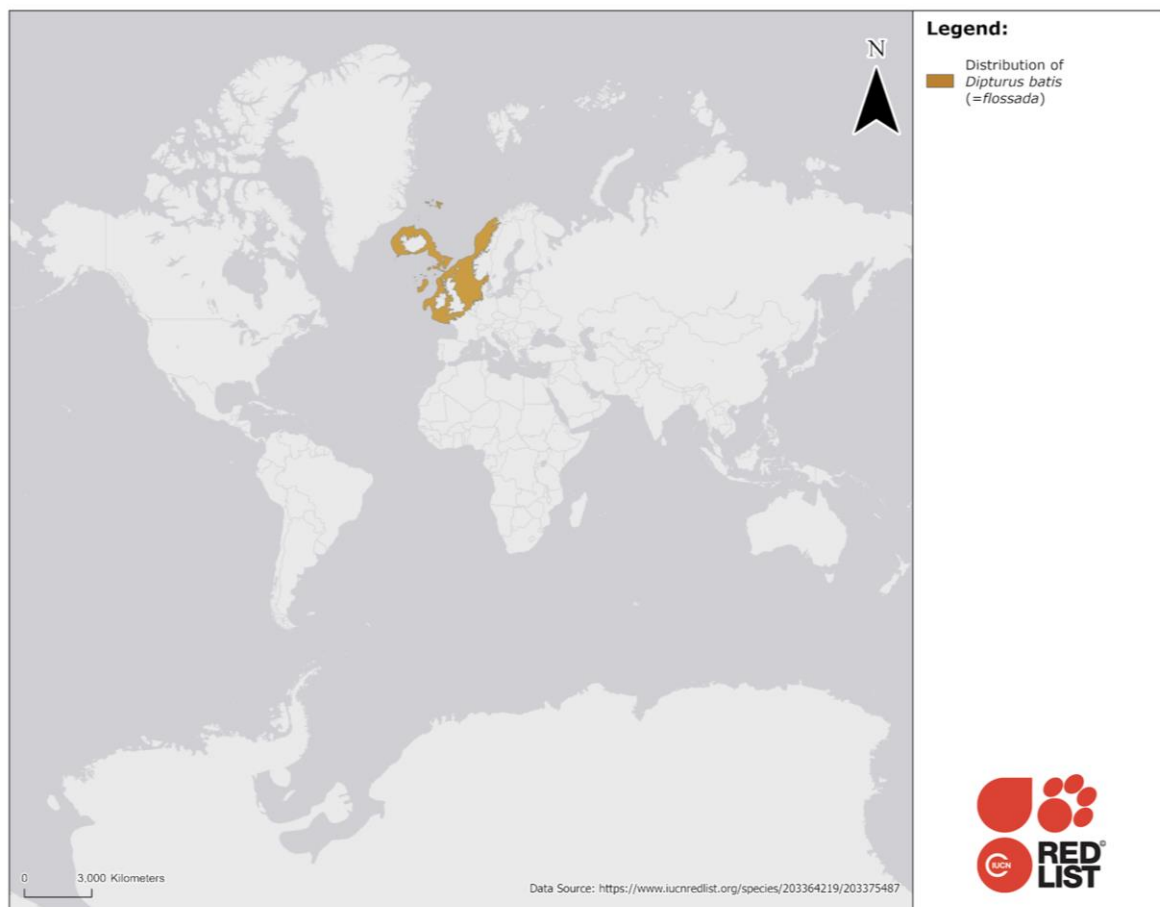 Legend:
Distribution of
Dipturus batis
(=flossada)
N
0 3,000 Kilometers
Data Source: https://www.iucnredlist.org/species/203364219/203375487
IUCN
RED
LIST